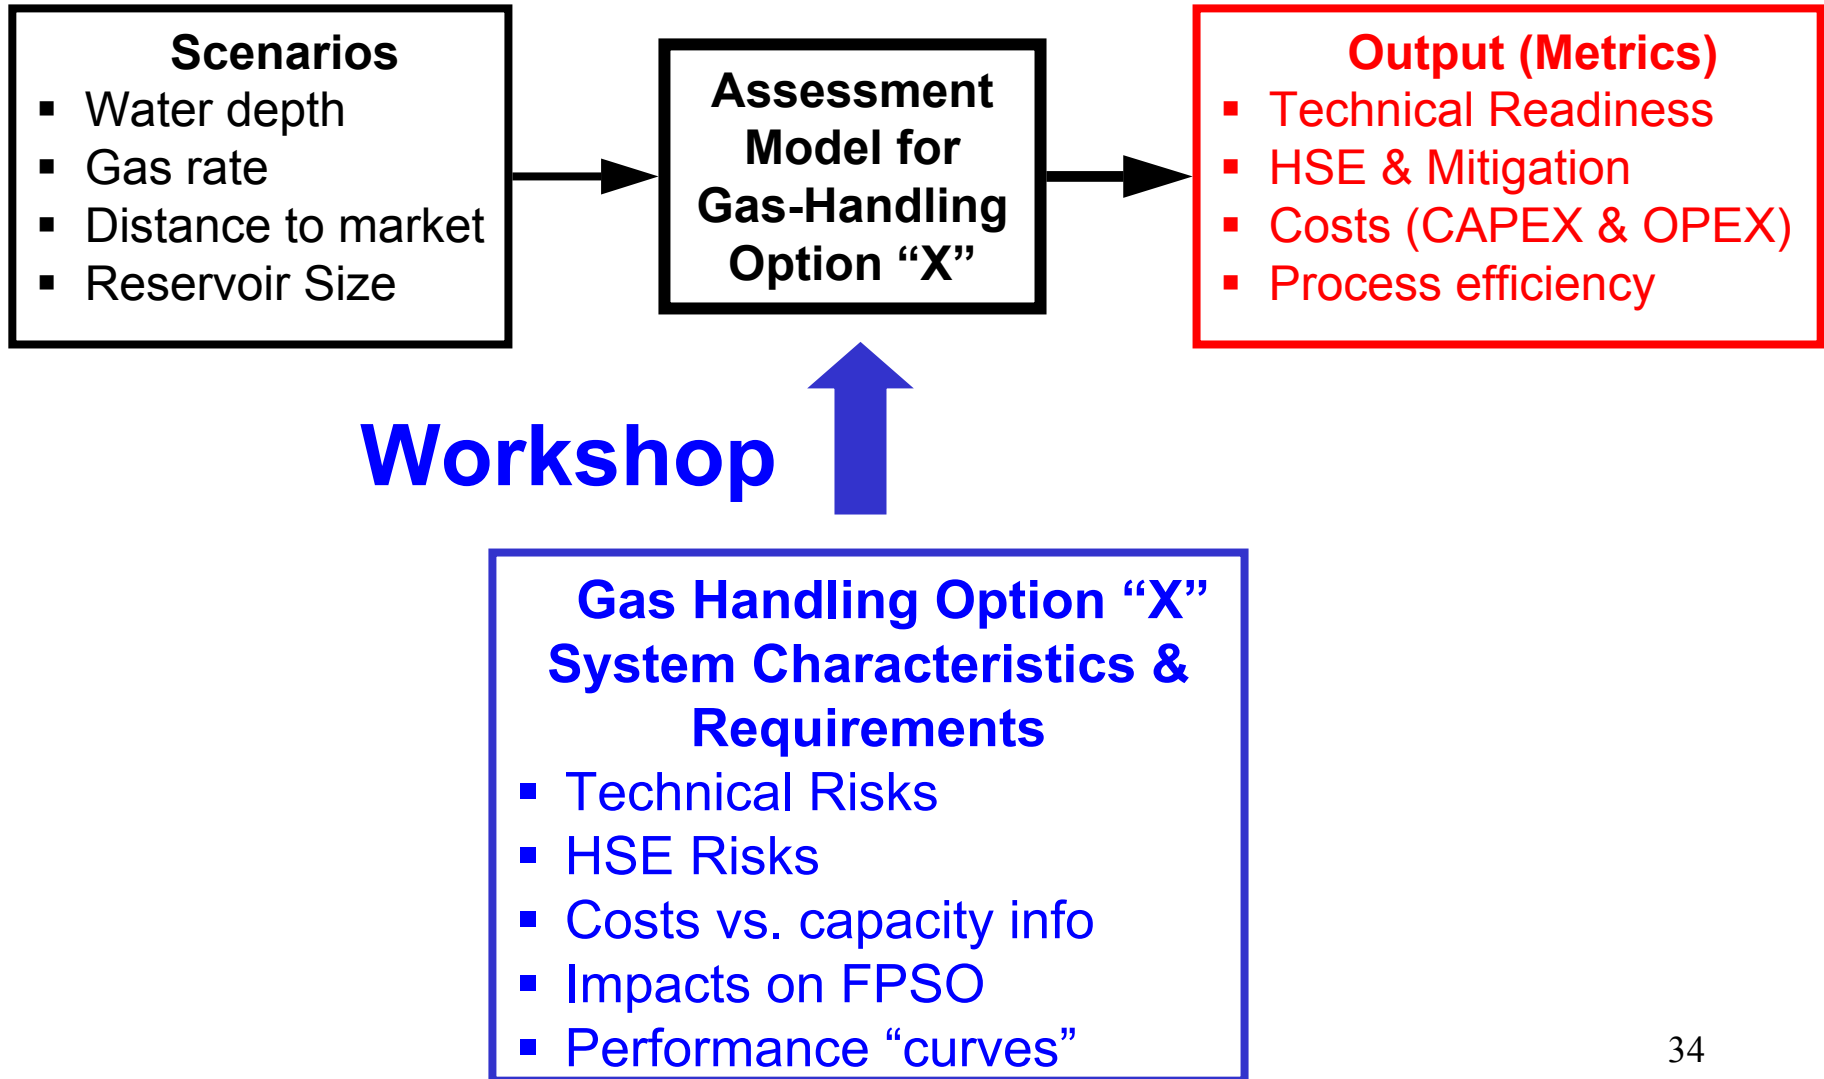 Scenarios
▪ Water depth
▪ Gas rate
▪ Distance to market
▪ Reservoir Size
Assessment
Model for
Gas-Handling
Option “X”
Output (Metrics)
▪ Technical Readiness
▪ HSE & Mitigation
▪ Costs (CAPEX & OPEX)
▪ Process efficiency
Workshop
Gas Handling Option “X”
System Characteristics &
Requirements
▪ Technical Risks
▪ HSE Risks
▪ Costs vs. capacity info
▪ Impacts on FPSO
▪ Performance “curves”
34